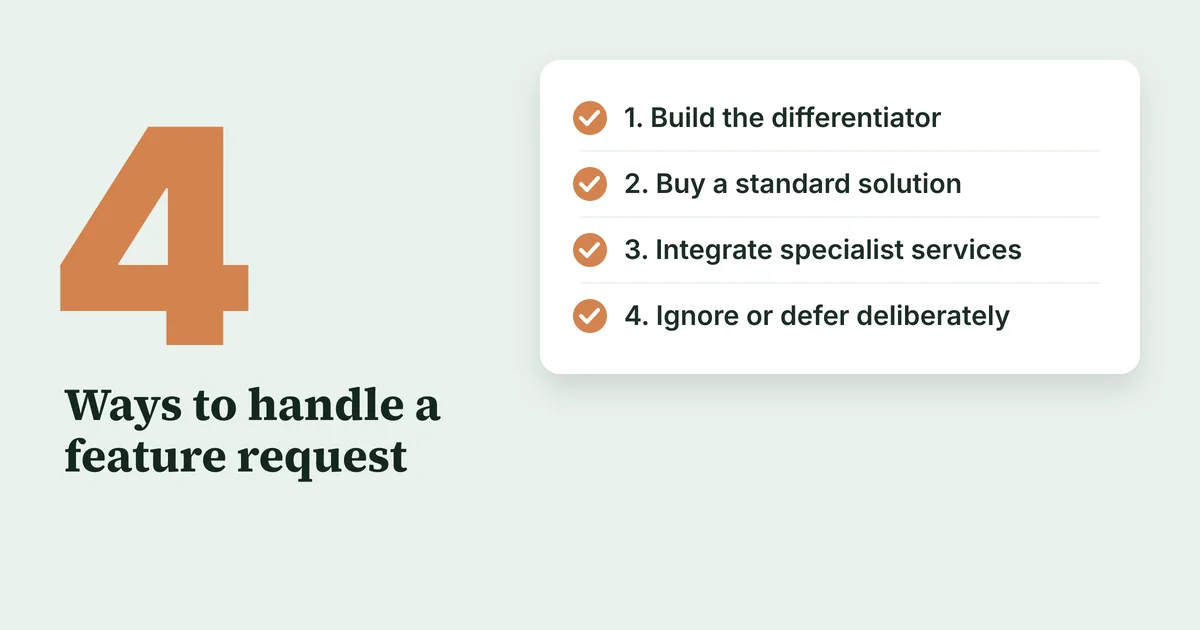 4
Ways to handle a
feature request
1. Build the differentiator
2. Buy a standard solution
3. Integrate specialist services
4. Ignore or defer deliberately